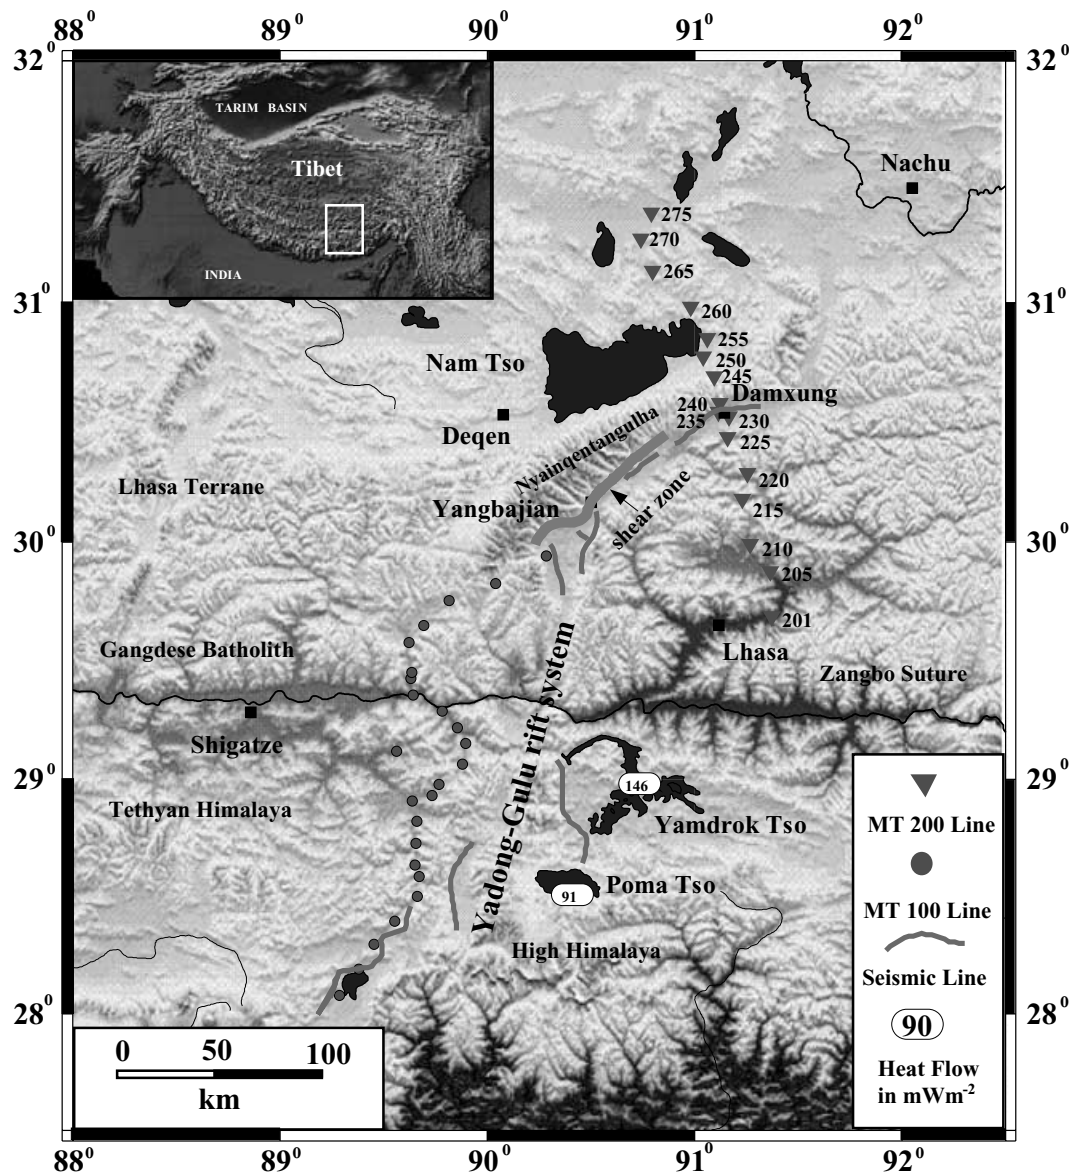 88⁰ 89⁰ 90⁰ 91⁰ 92⁰
32⁰ 32⁰
TARIM BASIN
Tibet
INDIA
Nachu
275
270
265
31⁰ 31⁰
260
255
250
245
Nam Tso
Damxung
240
235
230
225
Deqen
Nyainqentangulha
220
215
Lhasa Terrane
Yangbajian
shear zone
30⁰ 30⁰
210
205
201
Gangdese Batholith
Lhasa
Zangbo Suture
Yadong-Gulu rift system
Shigatze
29⁰ 29⁰
146
Tethyan Himalaya
Yamdrok Tso
Poma Tso
91
High Himalaya
28⁰ 28⁰
MT 200 Line
MT 100 Line
Seismic Line
90
Heat Flow
in mWm⁻²
0 50 100
km
88⁰ 89⁰ 90⁰ 91⁰ 92⁰